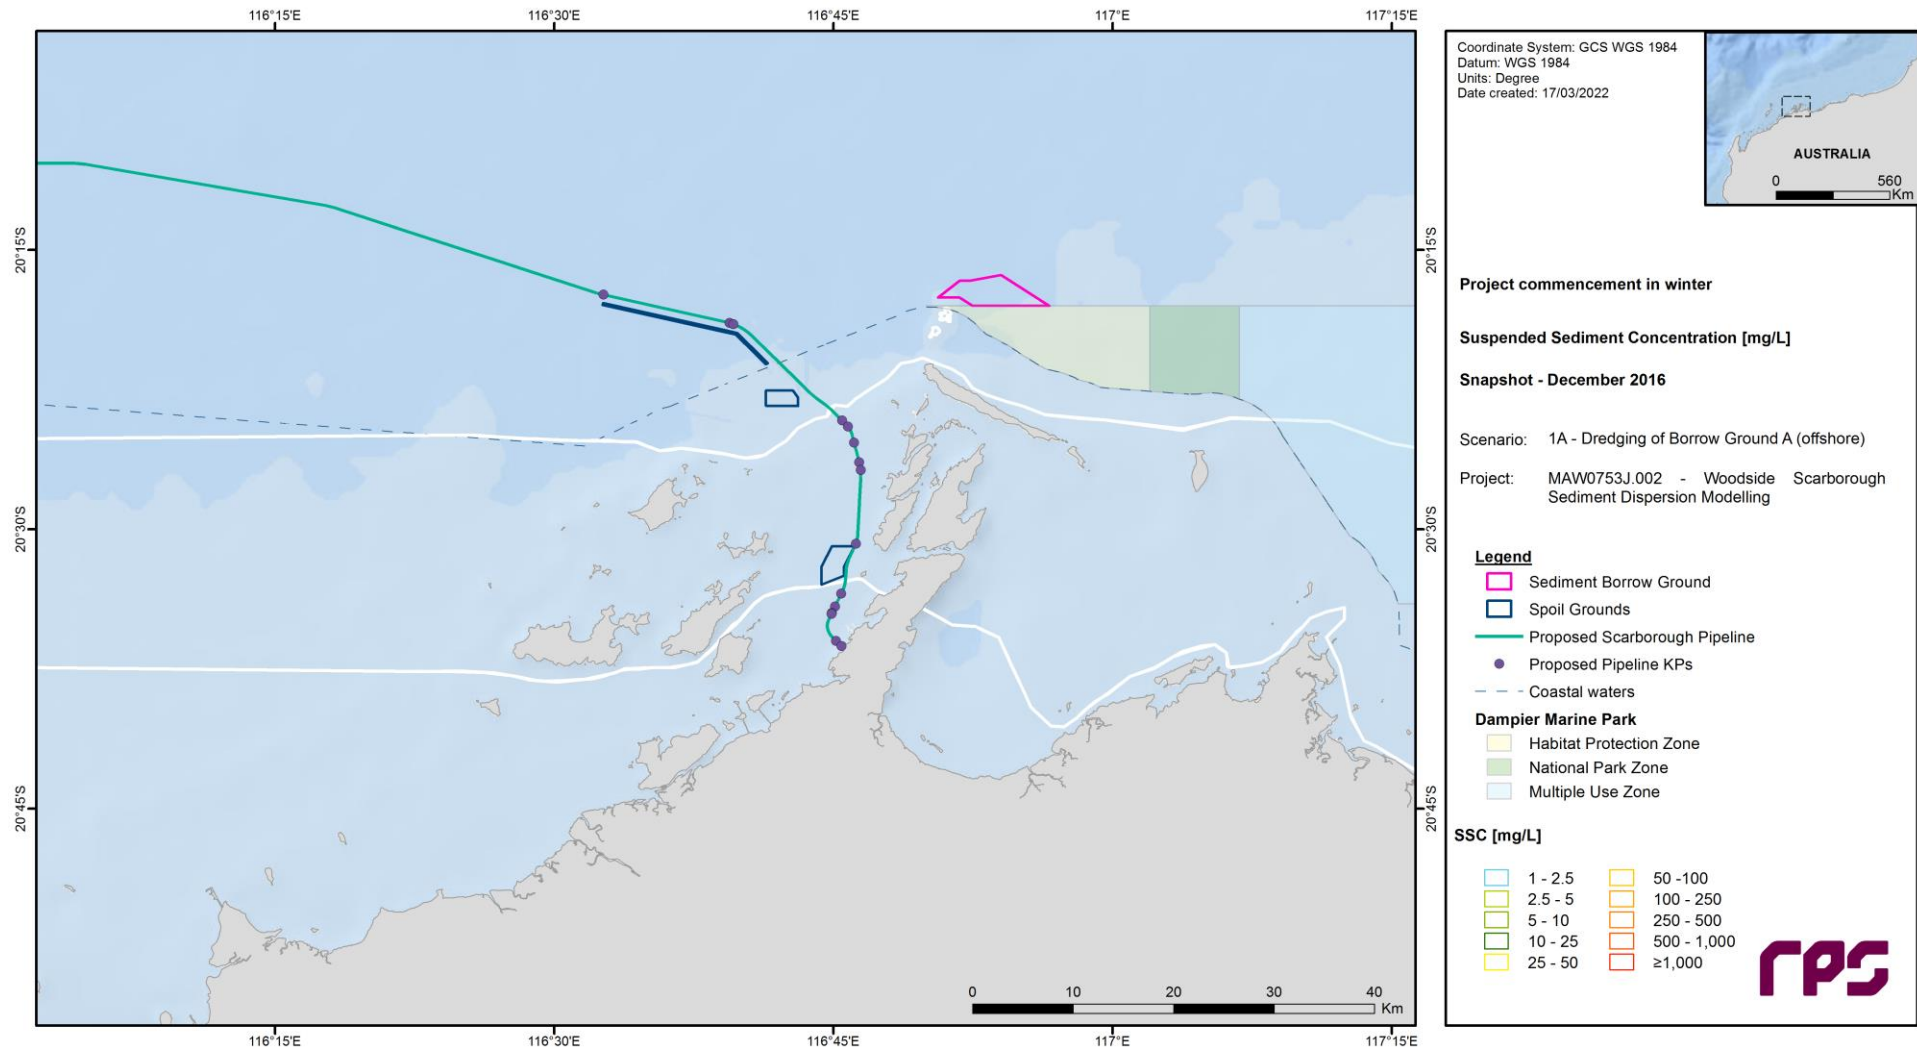 116°15'E 116°30'E 116°45'E 117°E 117°15'E
20°15'S
20°30'S
20°45'S
20°15'S
20°30'S
20°45'S
0 10 20 30 40
Km
116°15'E 116°30'E 116°45'E 117°E 117°15'E
Coordinate System: GCS WGS 1984
Datum: WGS 1984
Units: Degree
Date created: 17/03/2022
AUSTRALIA
0 560
Km
Project commencement in winter
Suspended Sediment Concentration [mg/L]
Snapshot - December 2016
Scenario: 1A - Dredging of Borrow Ground A (offshore)
Project: MAW0753J.002 - Woodside Scarborough
Sediment Dispersion Modelling
Legend
Sediment Borrow Ground
Spoil Grounds
Proposed Scarborough Pipeline
Proposed Pipeline KPs
Coastal waters
Dampier Marine Park
Habitat Protection Zone
National Park Zone
Multiple Use Zone
SSC [mg/L]
1 - 2.5 50 -100
2.5 - 5 100 - 250
5 - 10 250 - 500
10 - 25 500 - 1,000
25 - 50 ≥1,000
rps